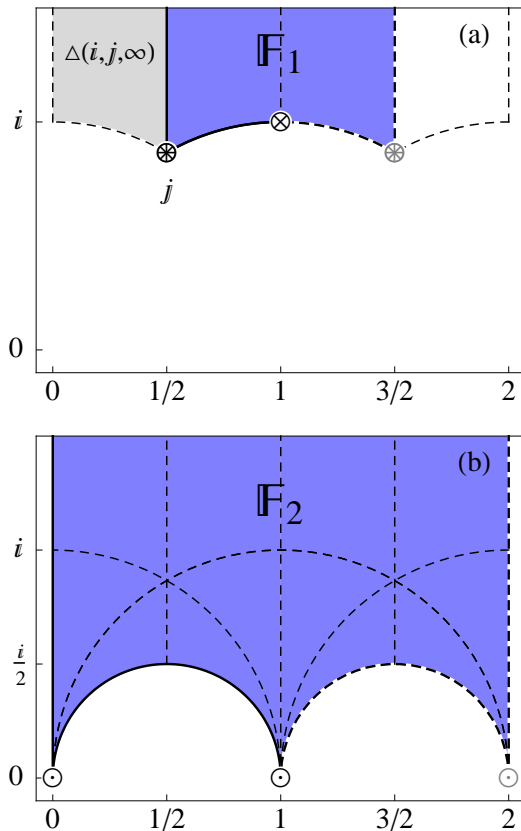 (a)
△(i,j,∞)
𝔽₁
i
j
0
0 1/2 1 3/2 2
(b)
𝔽₂
i
i/2
0
0 1/2 1 3/2 2